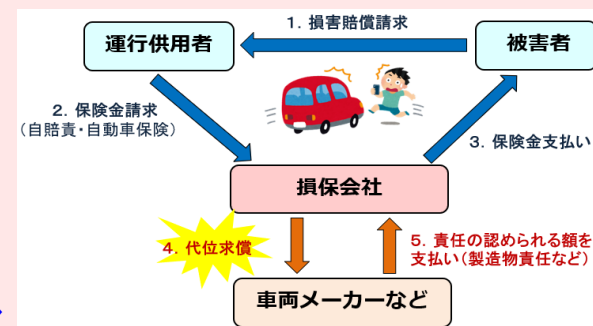 1. 損害賠償請求
運行供用者
被害者
2. 保険金請求
(自賠責・自動車保険)
3. 保険金支払い
損保会社
4. 代位求償
5. 責任の認められる額を
支払い(製造物責任など)
車両メーカーなど